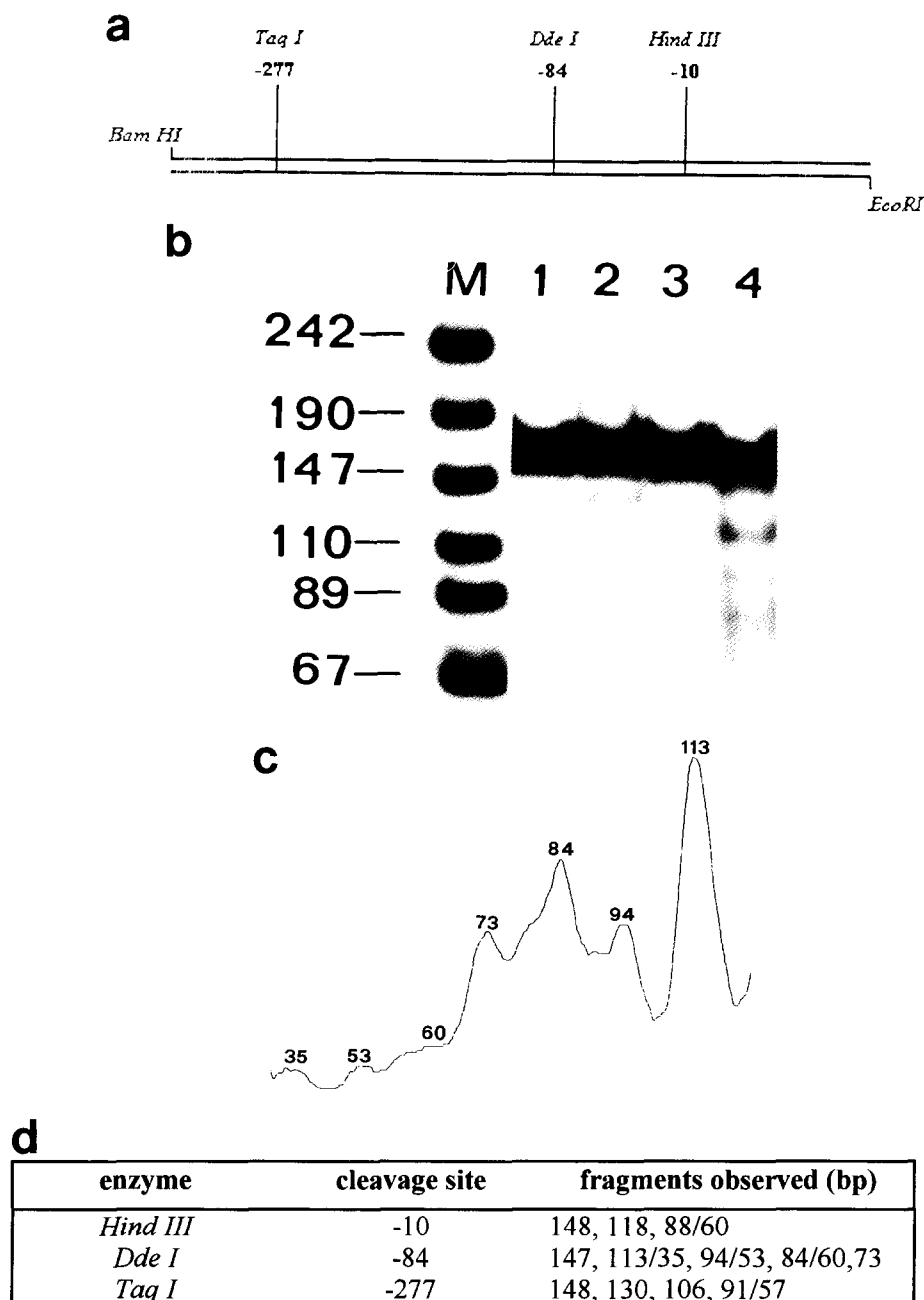 a
Taq I
Dde I
Hind III
-277
-84
-10
Bam HI
EcoRI
b
M 1 2 3 4
242
190
147
110
89
67
c
113
84
94
73
60
35
53
d
enzyme cleavage site fragments observed (bp)
Hind III -10 148, 118, 88/60
Dde I -84 147, 113/35, 94/53, 84/60,73
Taq I -277 148, 130, 106, 91/57